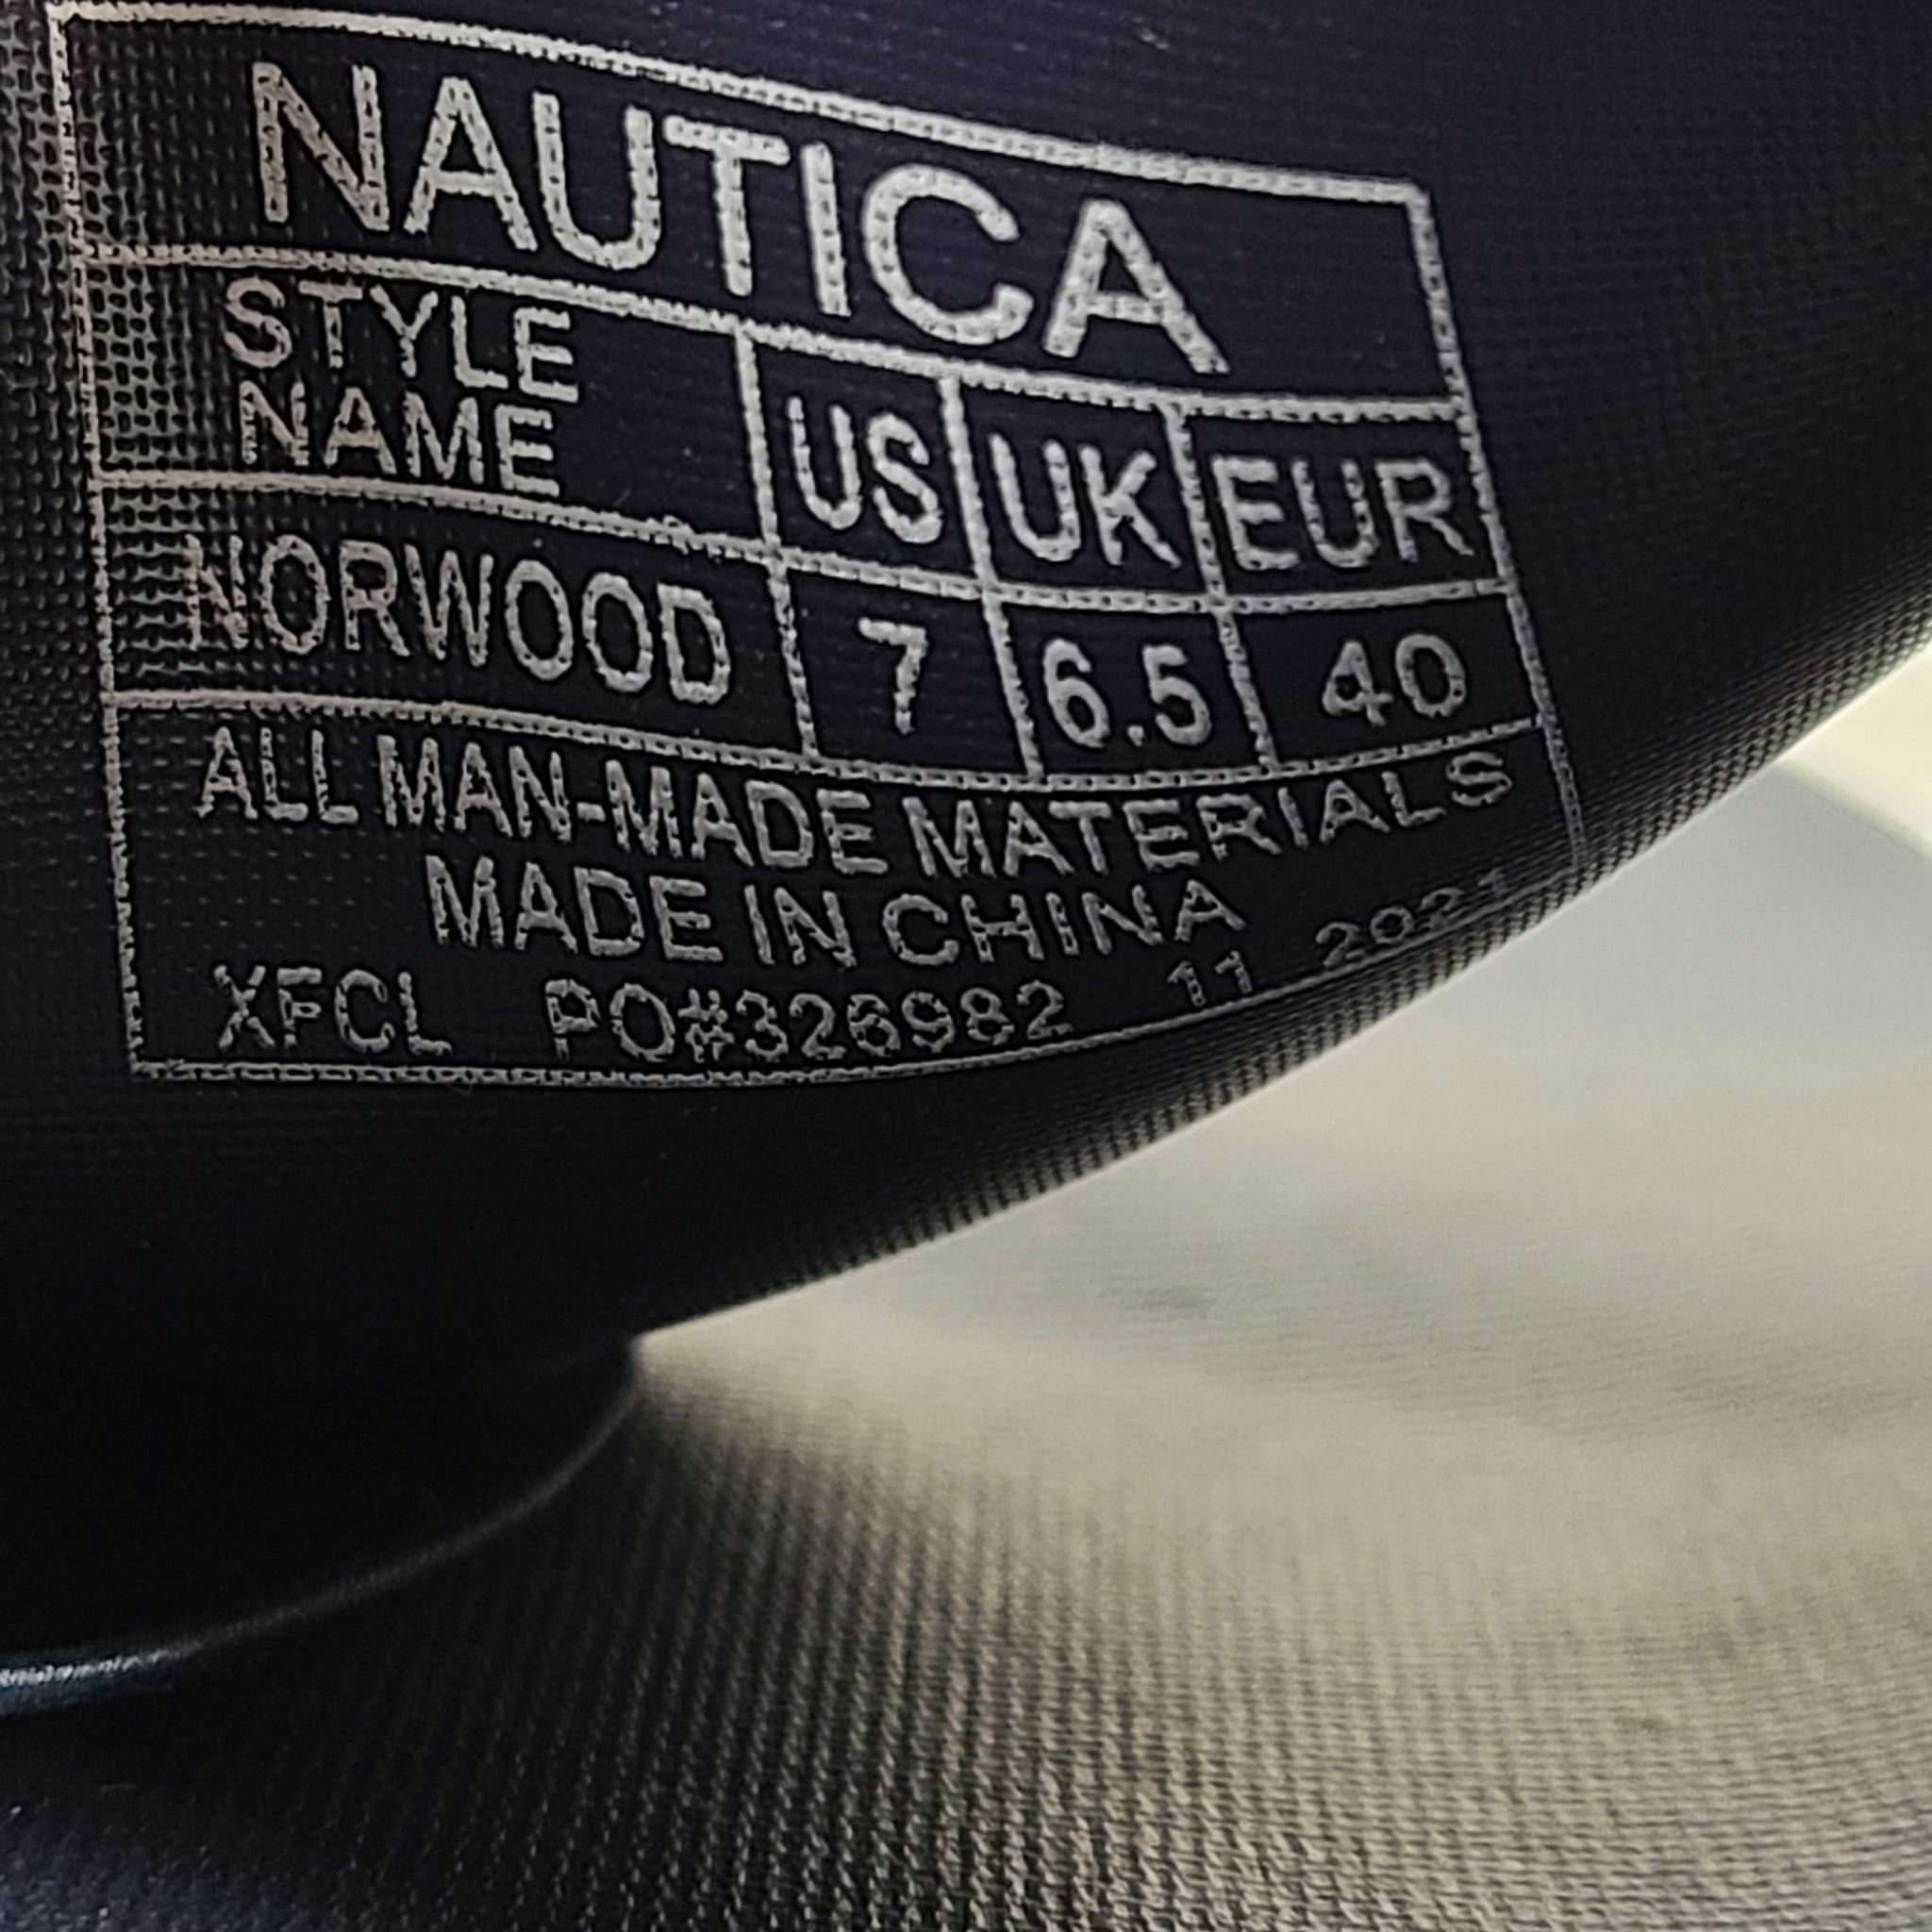 NAUTICA
STYLE
NAME
US UK EUR
NORWOOD 7 6.5 40
ALL MAN-MADE MATERIALS
MADE IN CHINA
XFCL PO#326982 11 2021